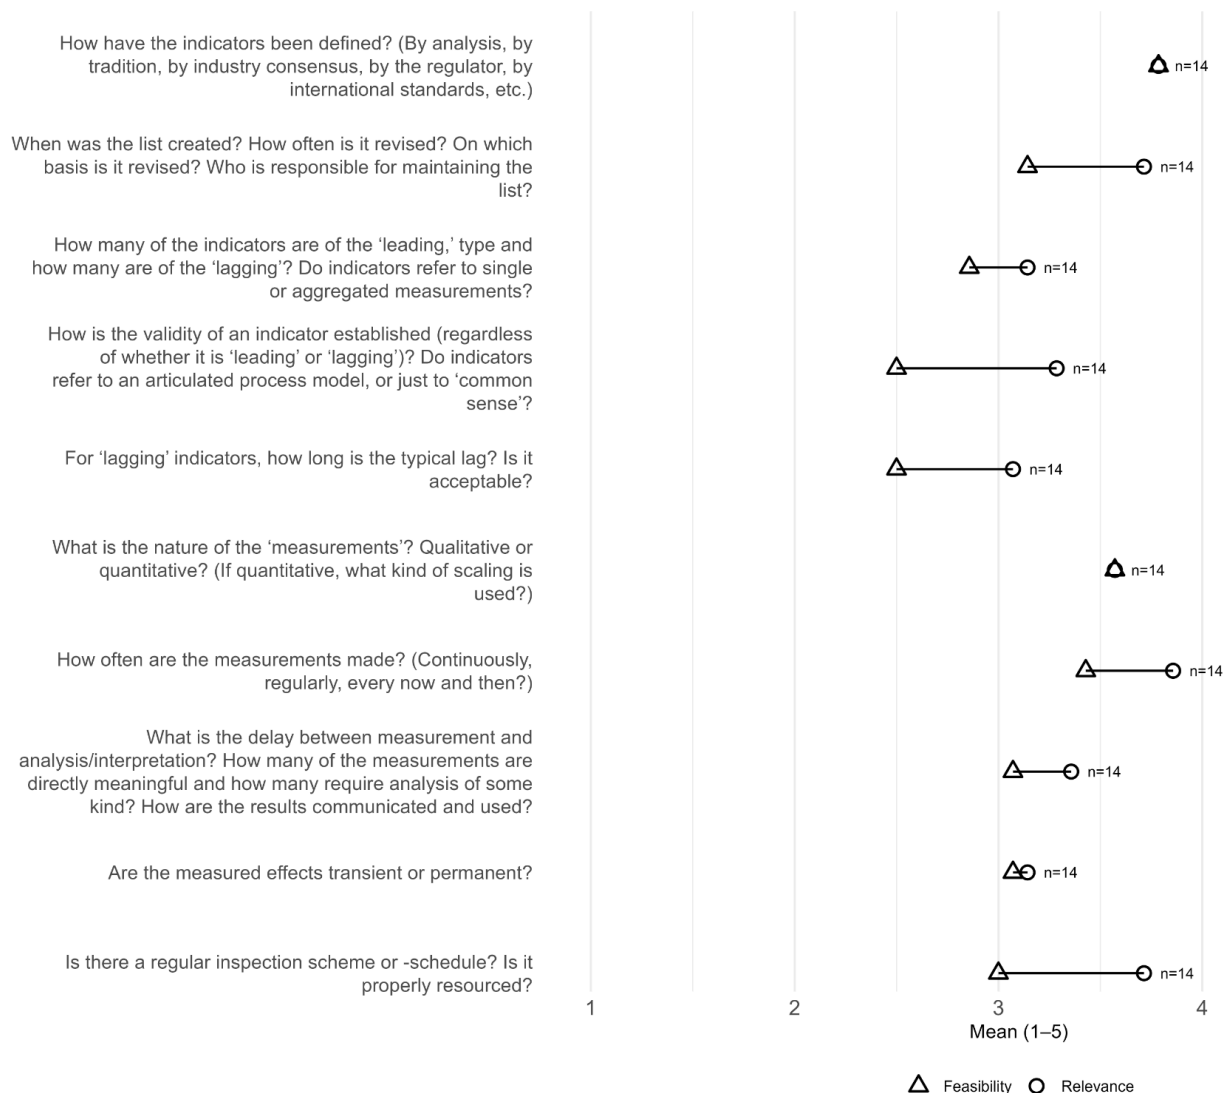 How have the indicators been defined? (By analysis, by
tradition, by industry consensus, by the regulator, by
international standards, etc.)
n=14
When was the list created? How often is it revised? On which
basis is it revised? Who is responsible for maintaining the
list?
n=14
How many of the indicators are of the ‘leading,’ type and
how many are of the ‘lagging’? Do indicators refer to single
or aggregated measurements?
n=14
How is the validity of an indicator established (regardless
of whether it is ‘leading’ or ‘lagging’)? Do indicators
refer to an articulated process model, or just to ‘common
sense’?
n=14
For ‘lagging’ indicators, how long is the typical lag? Is it
acceptable?
n=14
What is the nature of the ‘measurements’? Qualitative or
quantitative? (If quantitative, what kind of scaling is
used?)
n=14
How often are the measurements made? (Continuously,
regularly, every now and then?)
n=14
What is the delay between measurement and
analysis/interpretation? How many of the measurements are
directly meaningful and how many require analysis of some
kind? How are the results communicated and used?
n=14
Are the measured effects transient or permanent?
n=14
Is there a regular inspection scheme or -schedule? Is it
properly resourced?
n=14
1 2 3 4
Mean (1–5)
Feasibility Relevance